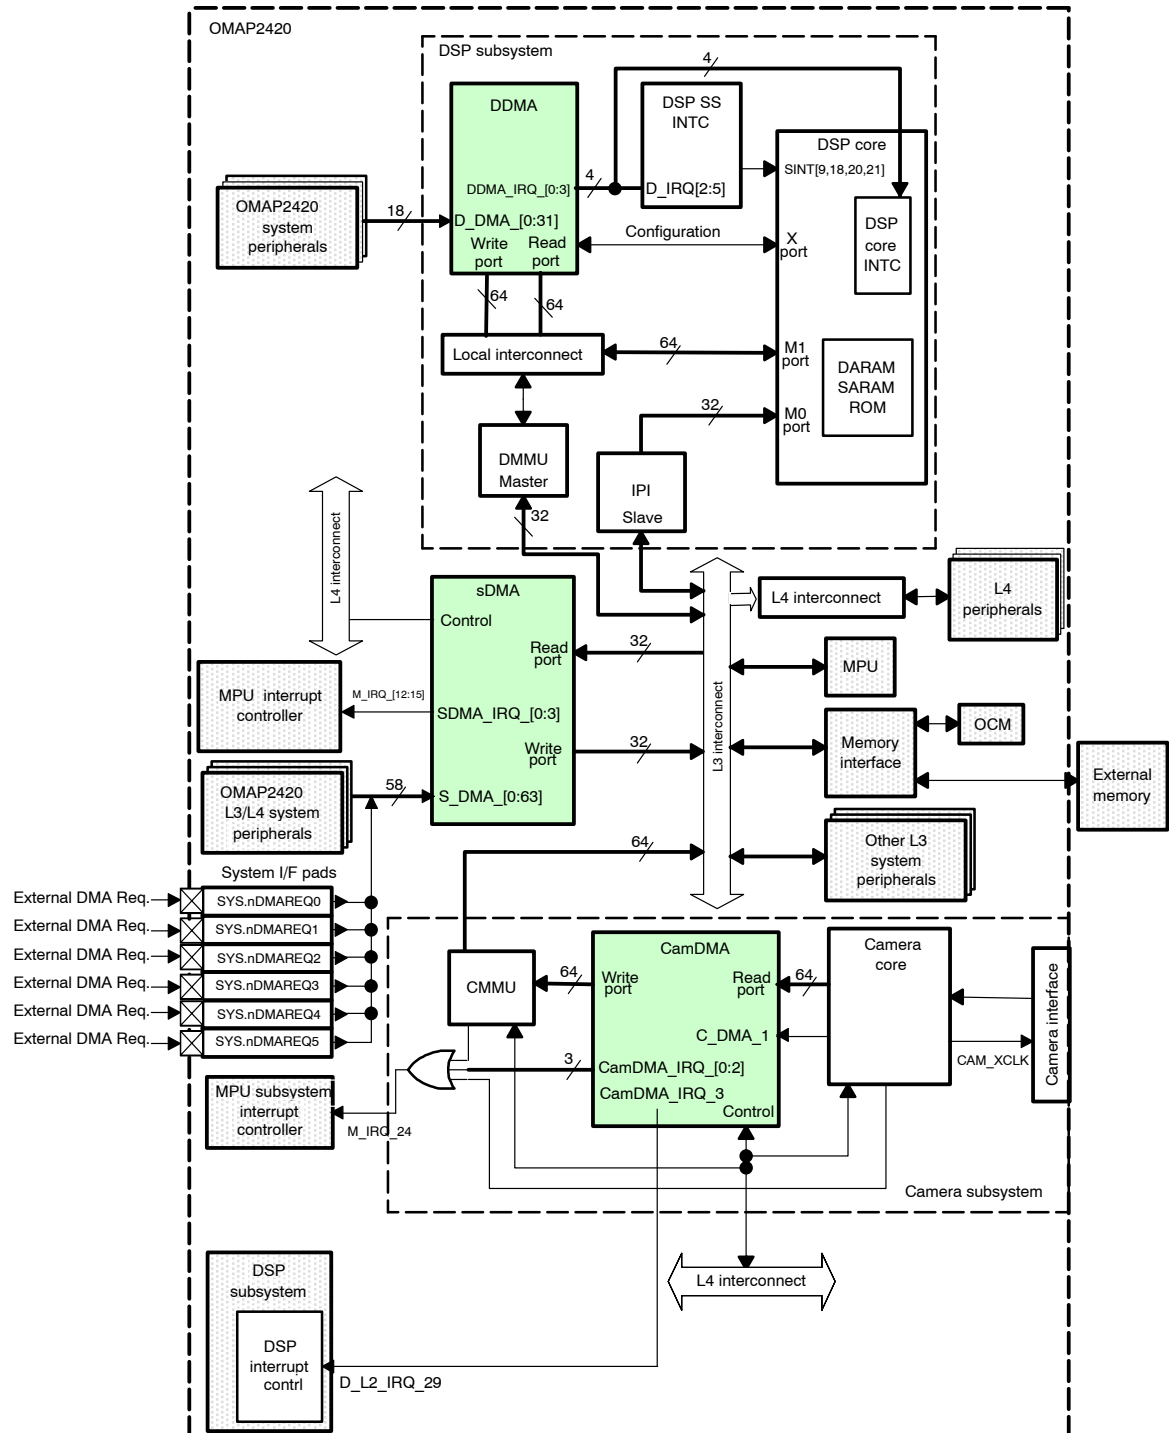 OMAP2420
DSP subsystem
4
DDMA
DSP SS
INTC
DSP core
SINT[9,18,20,21]
DDMA_IRQ_[0:3]
4
D_IRQ[2:5]
OMAP2420
system
peripherals
18
D_DMA_[0:31]
Write
port
Read
port
Configuration
X
port
DSP
core
INTC
64
64
Local interconnect
64
M1
port
DARAM
SARAM
ROM
32
M0
port
DMMU
Master
IPI
Slave
32
L4 interconnect
sDMA
Control
L4 interconnect
L4
peripherals
Read
port
32
MPU
MPU interrupt
controller
M_IRQ_[12:15]
SDMA_IRQ_[0:3]
L3 interconnect
OCM
Write
port
32
Memory
interface
External
memory
OMAP2420
L3/L4 system
peripherals
58
S_DMA_[0:63]
64
Other L3
system
peripherals
System I/F pads
External DMA Req.
SYS.nDMAREQ0
External DMA Req.
SYS.nDMAREQ1
External DMA Req.
SYS.nDMAREQ2
External DMA Req.
SYS.nDMAREQ3
External DMA Req.
SYS.nDMAREQ4
External DMA Req.
SYS.nDMAREQ5
CamDMA
Camera
core
CMMU
64
Write
port
Read
port
64
C_DMA_1
Camera interface
CAM_XCLK
3
CamDMA_IRQ_[0:2]
CamDMA_IRQ_3
Control
MPU subsystem
interrupt
controller
M_IRQ_24
Camera subsystem
L4 interconnect
DSP
subsystem
DSP
interrupt
contrl
D_L2_IRQ_29